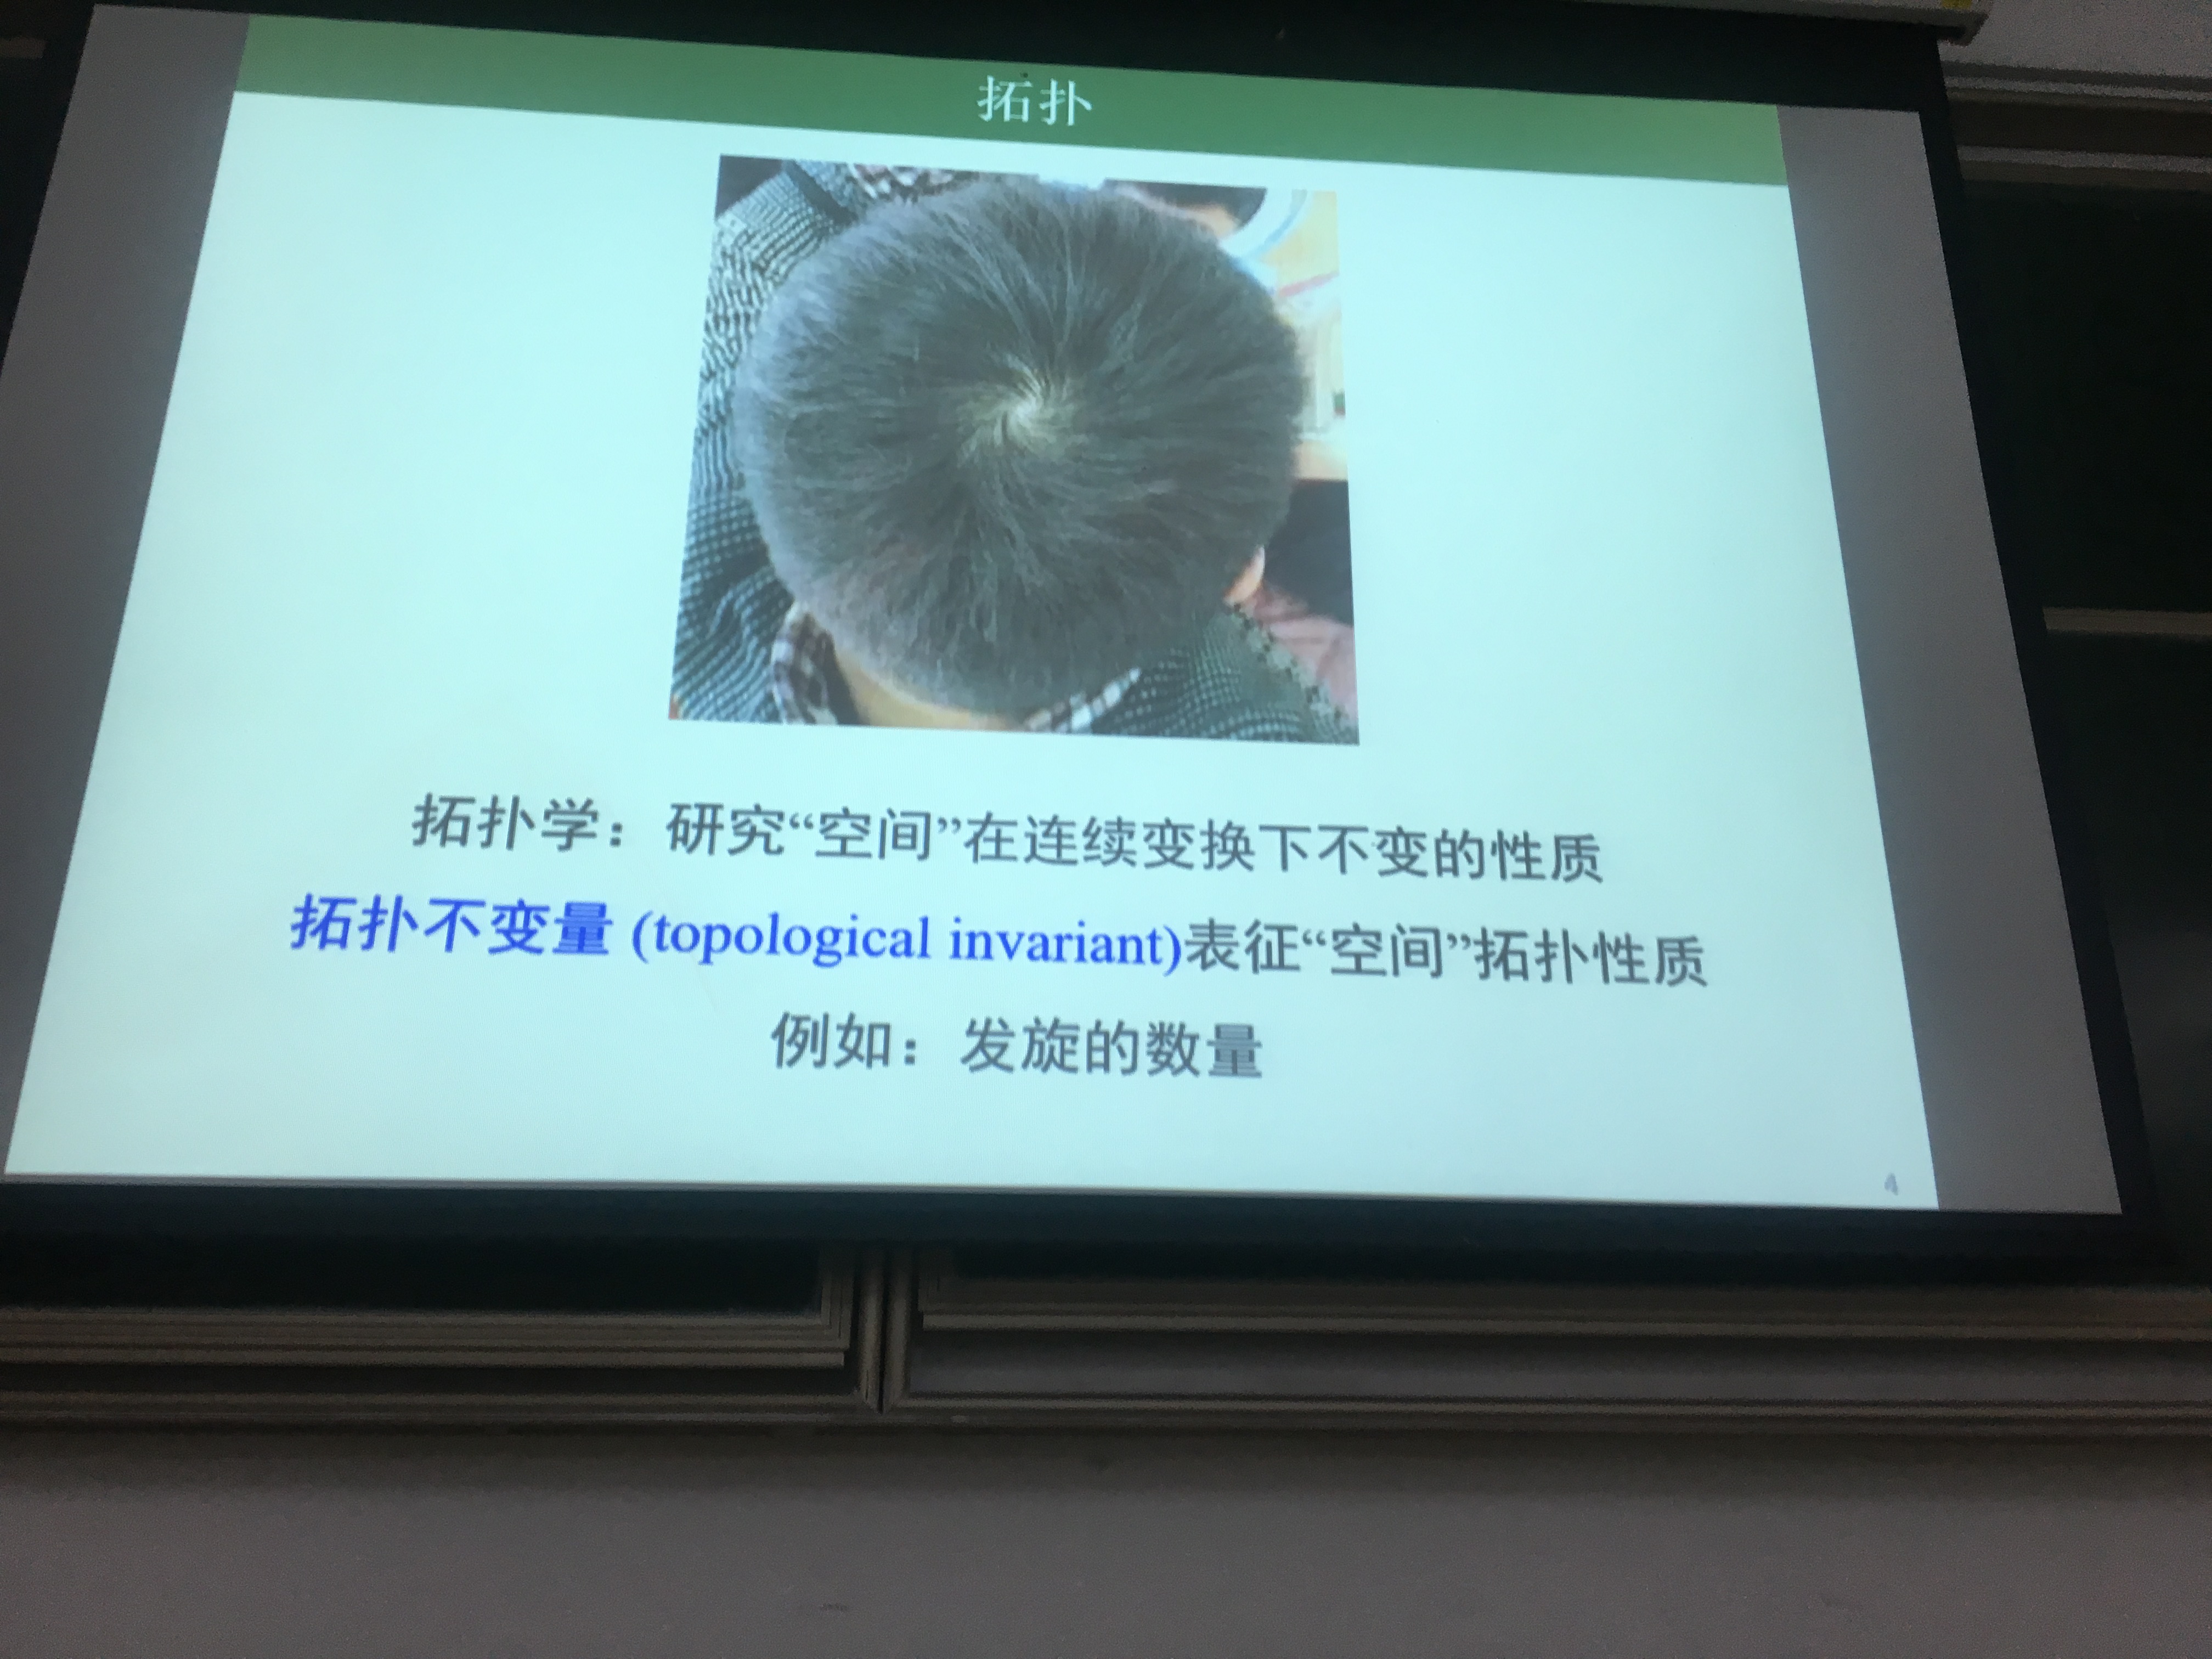 拓扑
拓扑学：研究“空间”在连续变换下不变的性质
拓扑不变量 (topological invariant)表征“空间”拓扑性质
例如：发旋的数量
4